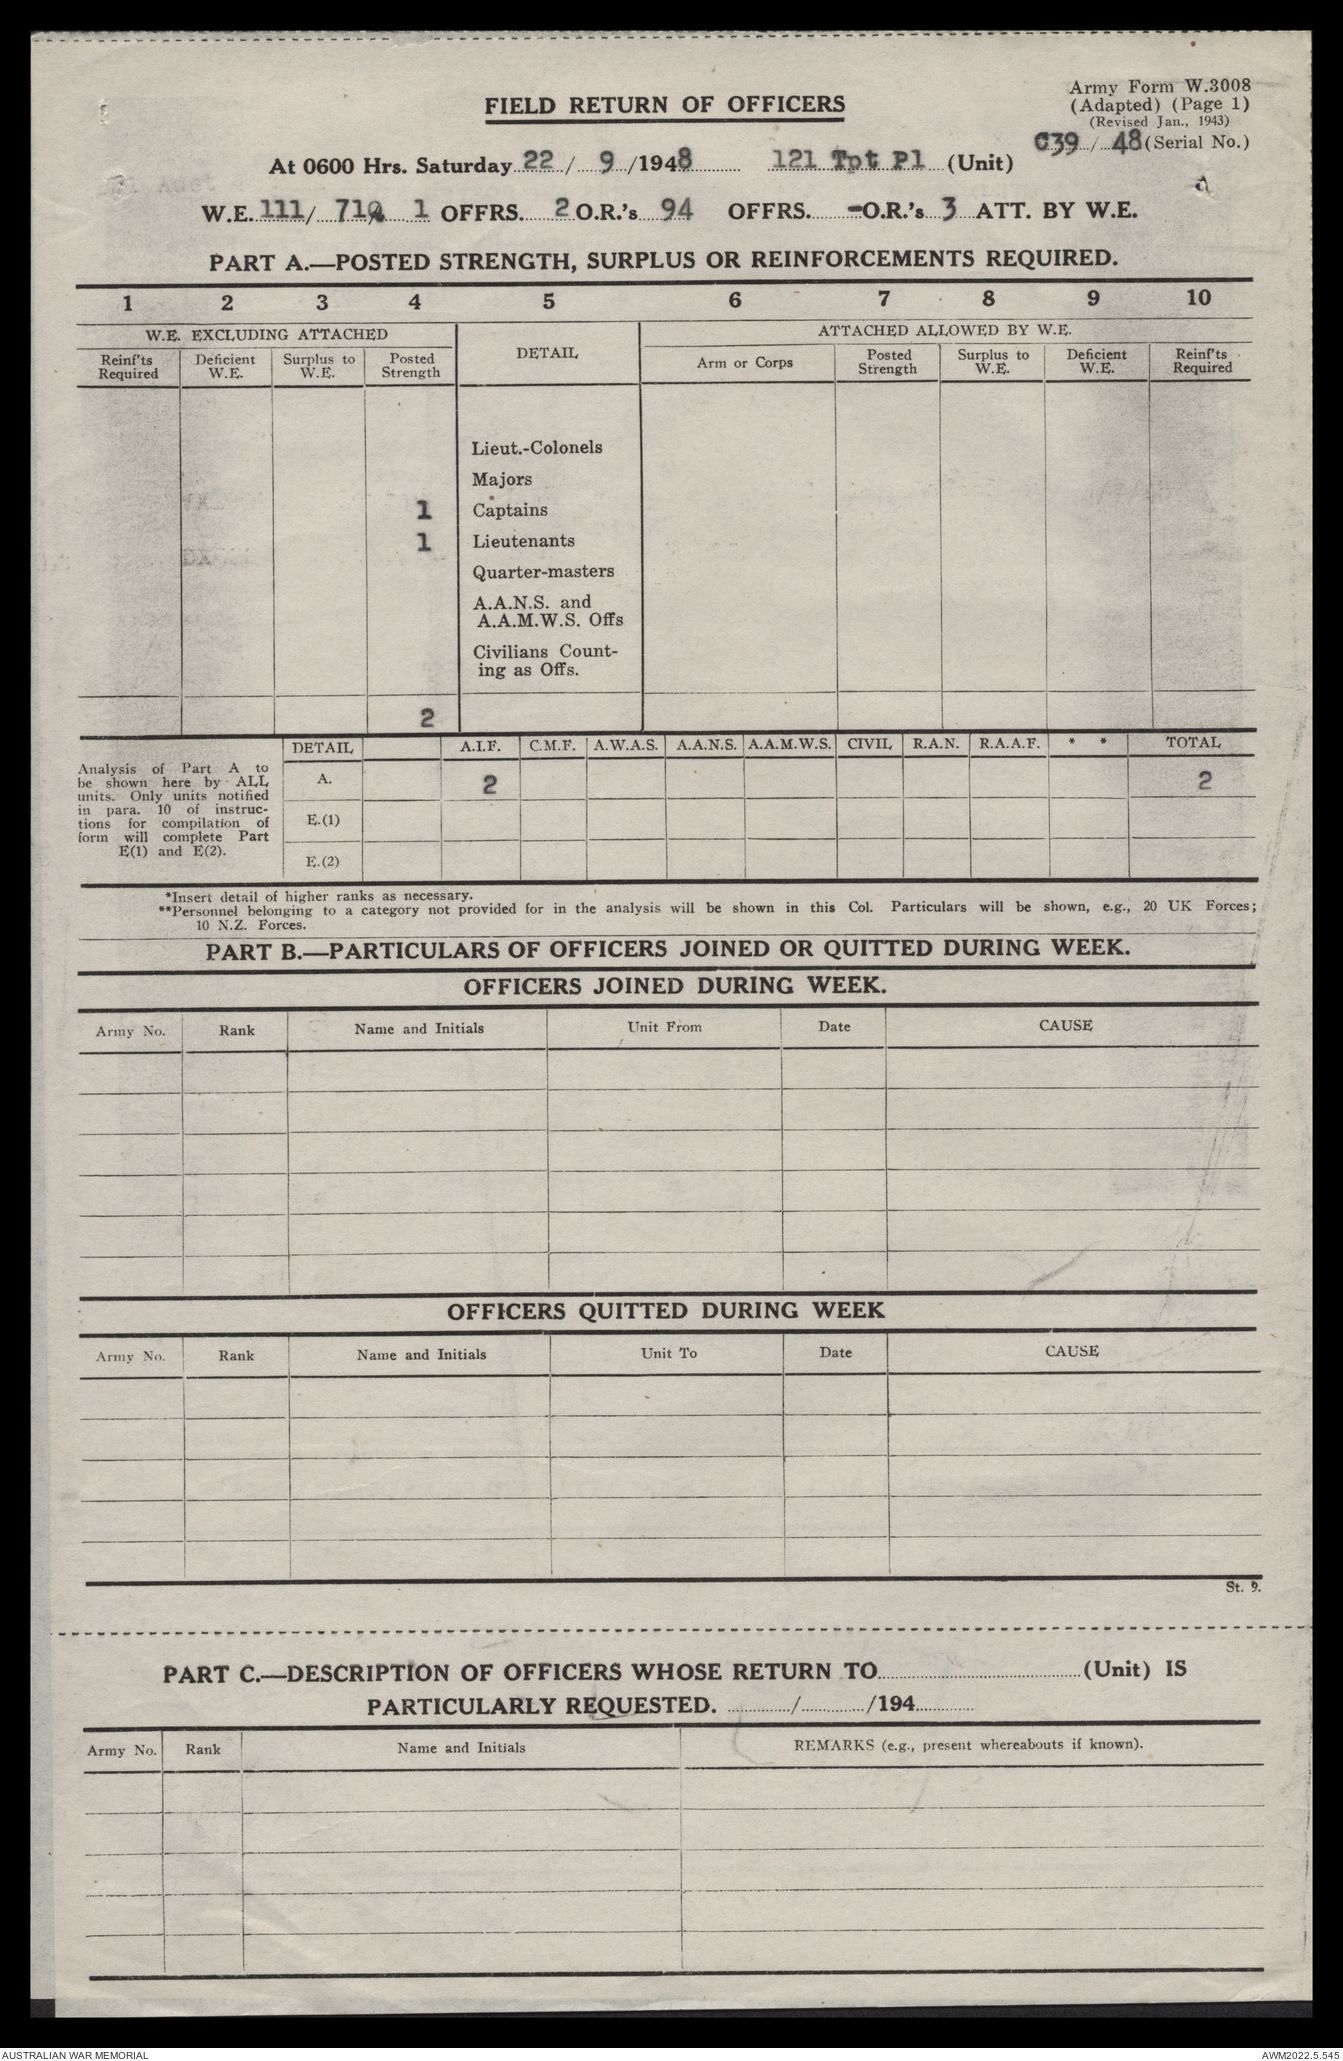 Army Form W.3008
FIELD RETURN OF OFFICERS
(Adapted) (Page 1)
(Revised Jan., 1943)
C39 / 48 (Serial No.)
At 0600 Hrs. Saturday 22 / 9 /1948 121 Tpt Pl (Unit)
W.E. 111/ 71 1 OFFRS. 2 O.R.'s 94 OFFRS. - O.R.'s 3 ATT. BY W.E.
PART A.—POSTED STRENGTH, SURPLUS OR REINFORCEMENTS REQUIRED.
1 2 3 4 5 6 7 8 9 10
W.E. EXCLUDING ATTACHED DETAIL ATTACHED ALLOWED BY W.E.
Reinf'ts Required Deficient W.E. Surplus to W.E. Posted Strength Arm or Corps Posted Strength Surplus to W.E. Deficient W.E. Reinf'ts Required
Lieut.-Colonels
Majors
1 Captains
1 Lieutenants
Quarter-masters
A.A.N.S. and
A.A.M.W.S. Offs
Civilians Count-
ing as Offs.
2
DETAIL A.I.F. C.M.F. A.W.A.S. A.A.N.S. A.A.M.W.S. CIVIL R.A.N. R.A.A.F. * * TOTAL
Analysis of Part A to
be shown here by ALL
units. Only units notified
in para. 10 of instruc-
tions for compilation of
form will complete Part
E(1) and E(2).
A. 2 2
E.(1)
E.(2)
*Insert detail of higher ranks as necessary.
**Personnel belonging to a category not provided for in the analysis will be shown in this Col. Particulars will be shown, e.g., 20 UK Forces;
10 N.Z. Forces.
PART B.—PARTICULARS OF OFFICERS JOINED OR QUITTED DURING WEEK.
OFFICERS JOINED DURING WEEK.
Army No. Rank Name and Initials Unit From Date CAUSE
OFFICERS QUITTED DURING WEEK
Army No. Rank Name and Initials Unit To Date CAUSE
St. 9.
PART C.—DESCRIPTION OF OFFICERS WHOSE RETURN TO (Unit) IS
PARTICULARLY REQUESTED. / /194
Army No. Rank Name and Initials REMARKS (e.g., present whereabouts if known).
AUSTRALIAN WAR MEMORIAL AWM2022.5.545